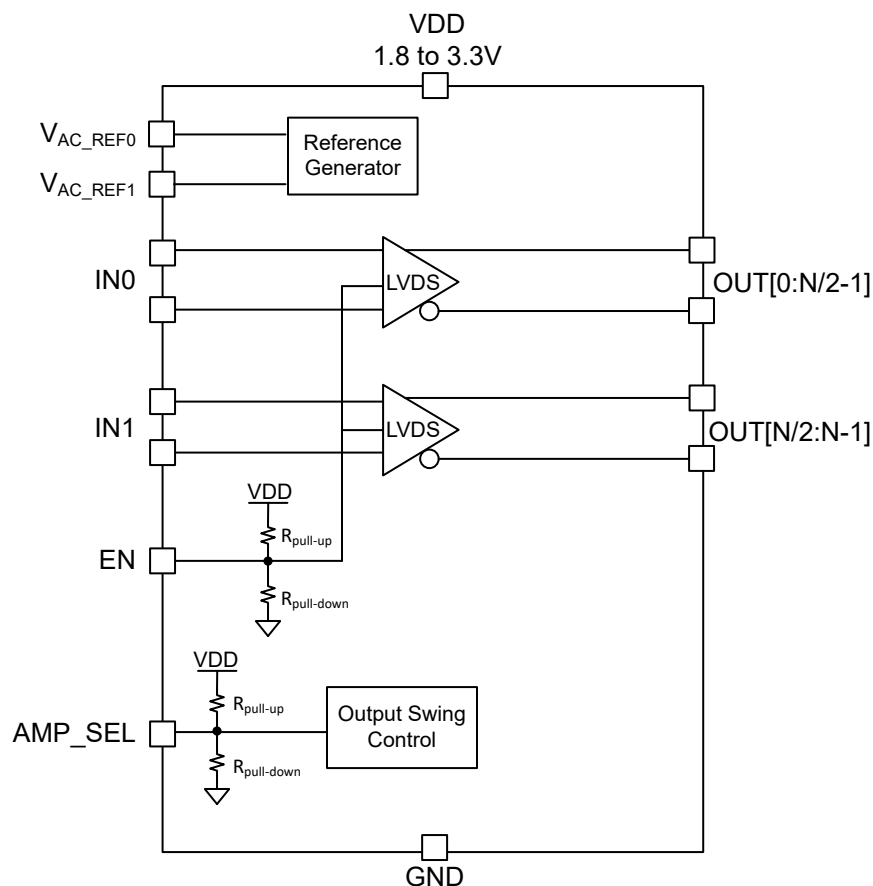 VDD
1.8 to 3.3V
VAC_REF0
Reference
Generator
VAC_REF1
IN0
LVDS
OUT[0:N/2-1]
IN1
LVDS
OUT[N/2:N-1]
VDD
Rpull-up
EN
Rpull-down
VDD
Rpull-up
AMP_SEL
Output Swing
Control
Rpull-down
GND